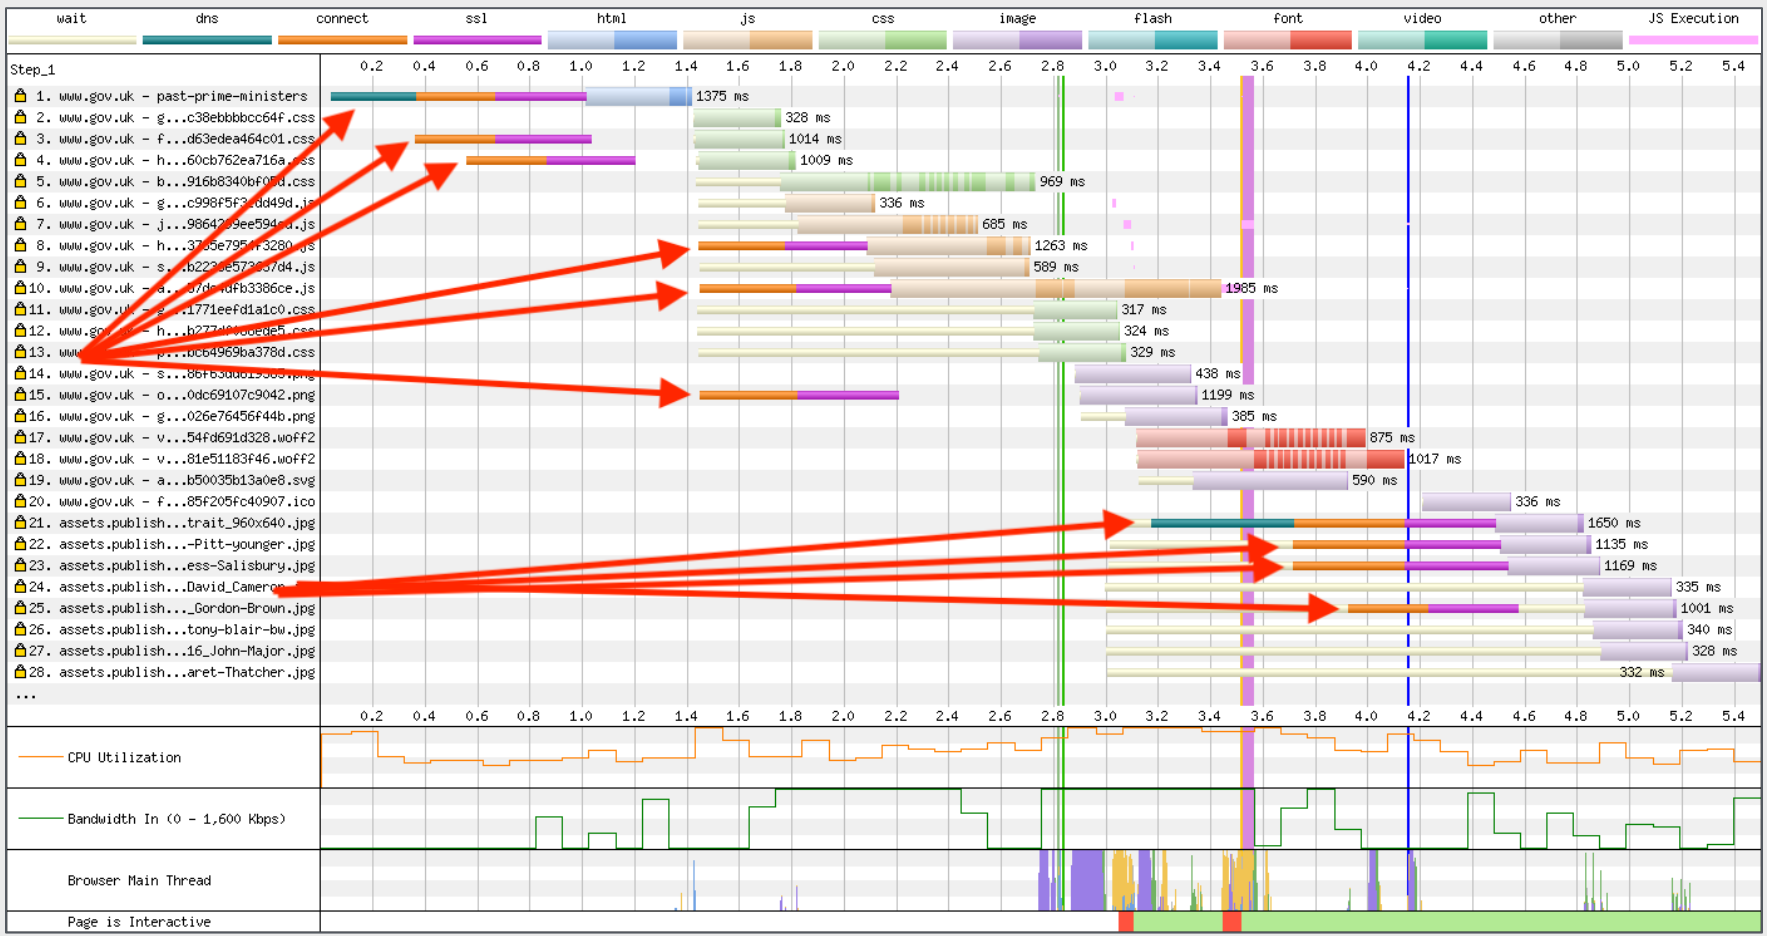 wait dns connect ssl html js css image flash font video other JS Execution
Step_1 0.2 0.4 0.6 0.8 1.0 1.2 1.4 1.6 1.8 2.0 2.2 2.4 2.6 2.8 3.0 3.2 3.4 3.6 3.8 4.0 4.2 4.4 4.6 4.8 5.0 5.2 5.4
1. www.gov.uk - past-prime-ministers 1375 ms
2. www.gov.uk - g...c38ebbbbcc64f.css 328 ms
3. www.gov.uk - f...d63edea464c01.css 1014 ms
4. www.gov.uk - h...60cb762ea716a.css 1009 ms
5. www.gov.uk - 969 ms
6. www.gov.uk - 336 ms
7. www.gov.uk - 685 ms
8. www.gov.uk - 1263 ms
9. www.gov.uk - 589 ms
10. www.gov.uk - 1985 ms
11. www.gov.uk - 317 ms
12. 324 ms
13. 329 ms
14. www.gov.uk - 438 ms
15. www.gov.uk - o...0dc69107c9042.png 1199 ms
16. www.gov.uk - g...026e76456f44b.png 385 ms
17. www.gov.uk - v...54fd691d328.woff2 875 ms
18. www.gov.uk - v...81e51183f46.woff2 1017 ms
19. www.gov.uk - a...b50035b13a0e8.svg 590 ms
20. www.gov.uk - f...85f205fc40907.ico 336 ms
21. assets.publish...trait_960x640.jpg 1650 ms
22. assets.publish...-Pitt-younger.jpg 1135 ms
23. assets.publish...ess-Salisbury.jpg 1169 ms
24. assets.publish...David_Cameron 335 ms
25. assets.publish..._Gordon-Brown.jpg 1001 ms
26. assets.publish...tony-blair-bw.jpg 340 ms
27. assets.publish...16_John-Major.jpg 328 ms
28. assets.publish...aret-Thatcher.jpg 332 ms
...
0.2 0.4 0.6 0.8 1.0 1.2 1.4 1.6 1.8 2.0 2.2 2.4 2.6 2.8 3.0 3.2 3.4 3.6 3.8 4.0 4.2 4.4 4.6 4.8 5.0 5.2 5.4
CPU Utilization
Bandwidth In (0 - 1,600 Kbps)
Browser Main Thread
Page is Interactive